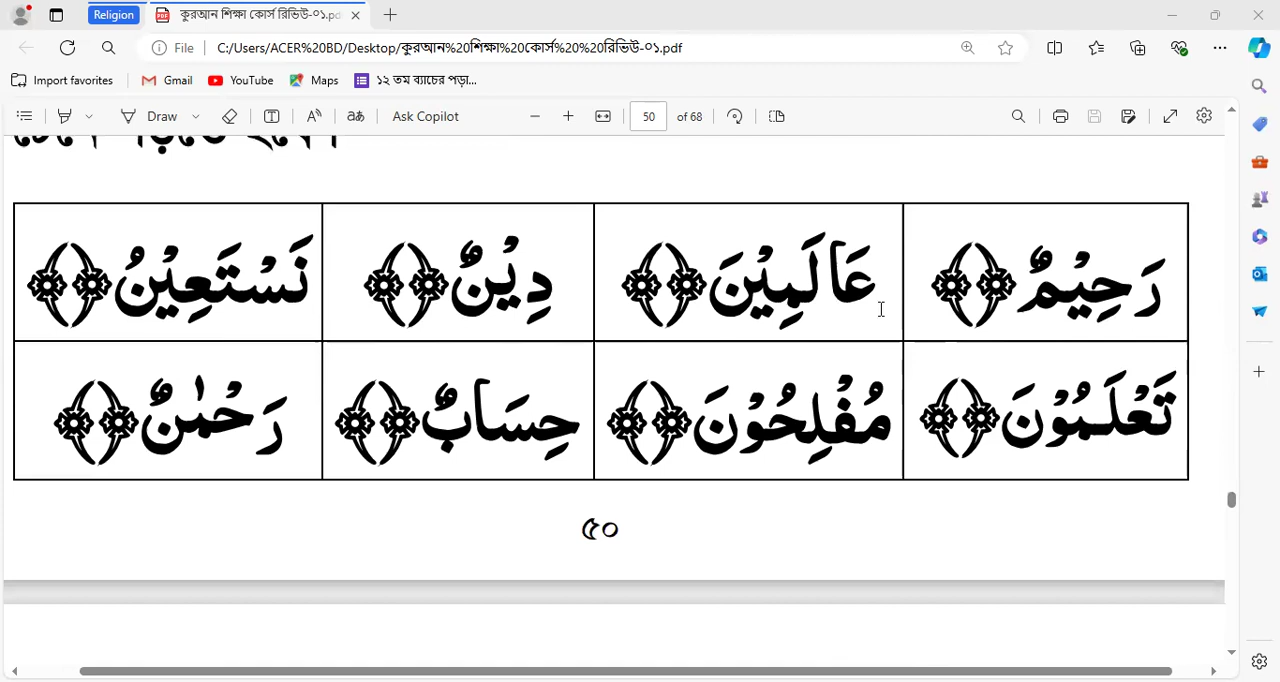 Religion
কুরআন শিক্ষা কোর্স রিভিউ-০১.pd
File C:/Users/ACER%20BD/Desktop/কুরআন%20শিক্ষা%20কোর্স%20%20রিভিউ-০১.pdf
Import favorites Gmail YouTube Maps ১২ তম ব্যাচের পড়া...
Draw Ask Copilot 50 of 68
رَحِيْمٌ عَالَمِيْنَ دِيْنٌ نَسْتَعِيْنُ
تَعْلَمُوْنَ مُفْلِحُوْنَ حِسَابٌ رَحْمٰنٌ
৫০